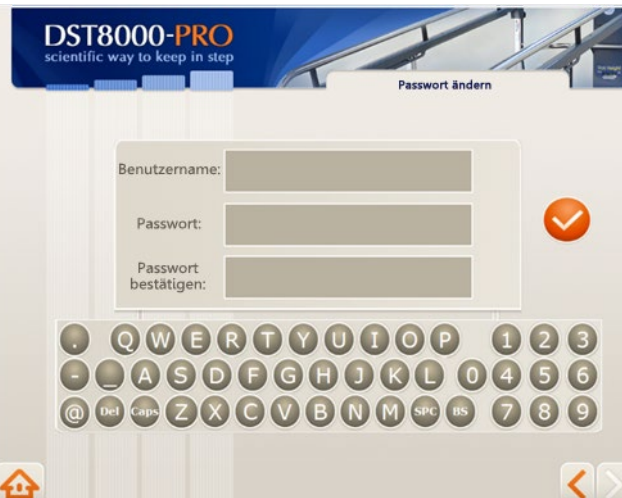 DST8000-PRO
scientific way to keep in step
Passwort ändern
Benutzername:
Passwort:
Passwort
bestätigen:
. Q W E R T Y U I O P 1 2 3
- _ A S D F G H J K L 0 4 5 6
@ Del Caps Z X C V B N M SPC BS 7 8 9